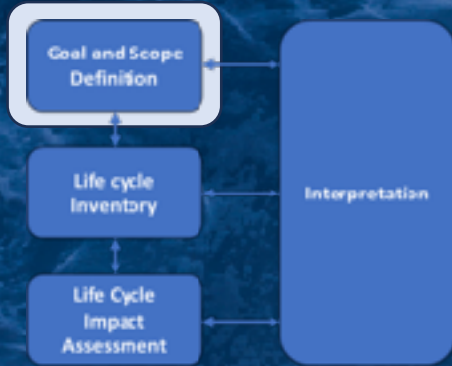 Goal and Scope
Definition
Life cycle
Inventory
Interpretation
Life Cycle
Impact
Assessment